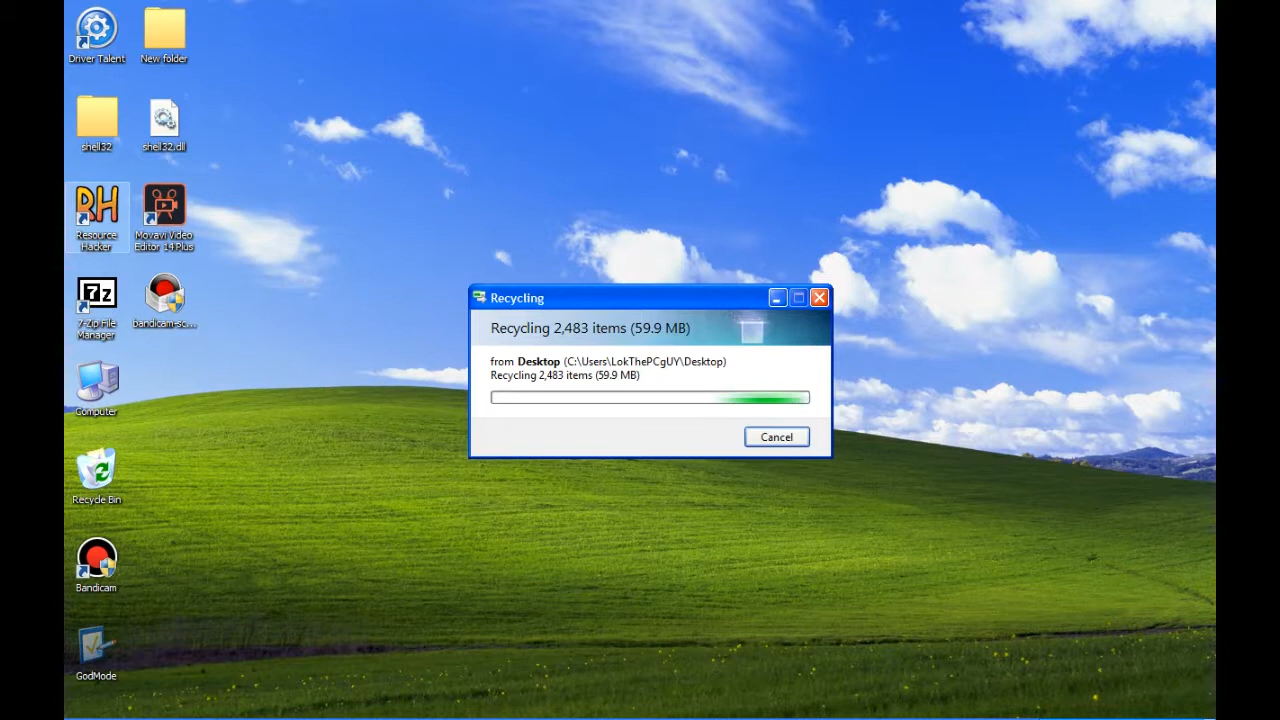 Driver Talent
New folder
shell32
shell32.dll
RH
Resource
Hacker
Movavi Video
Editor 14 Plus
7z
7-Zip File
Manager
bandicam-sc...
Computer
Recycle Bin
Bandicam
GodMode
Recycling
Recycling 2,483 items (59.9 MB)
from Desktop (C:\Users\LokThePCgUY\Desktop)
Recycling 2,483 items (59.9 MB)
Cancel